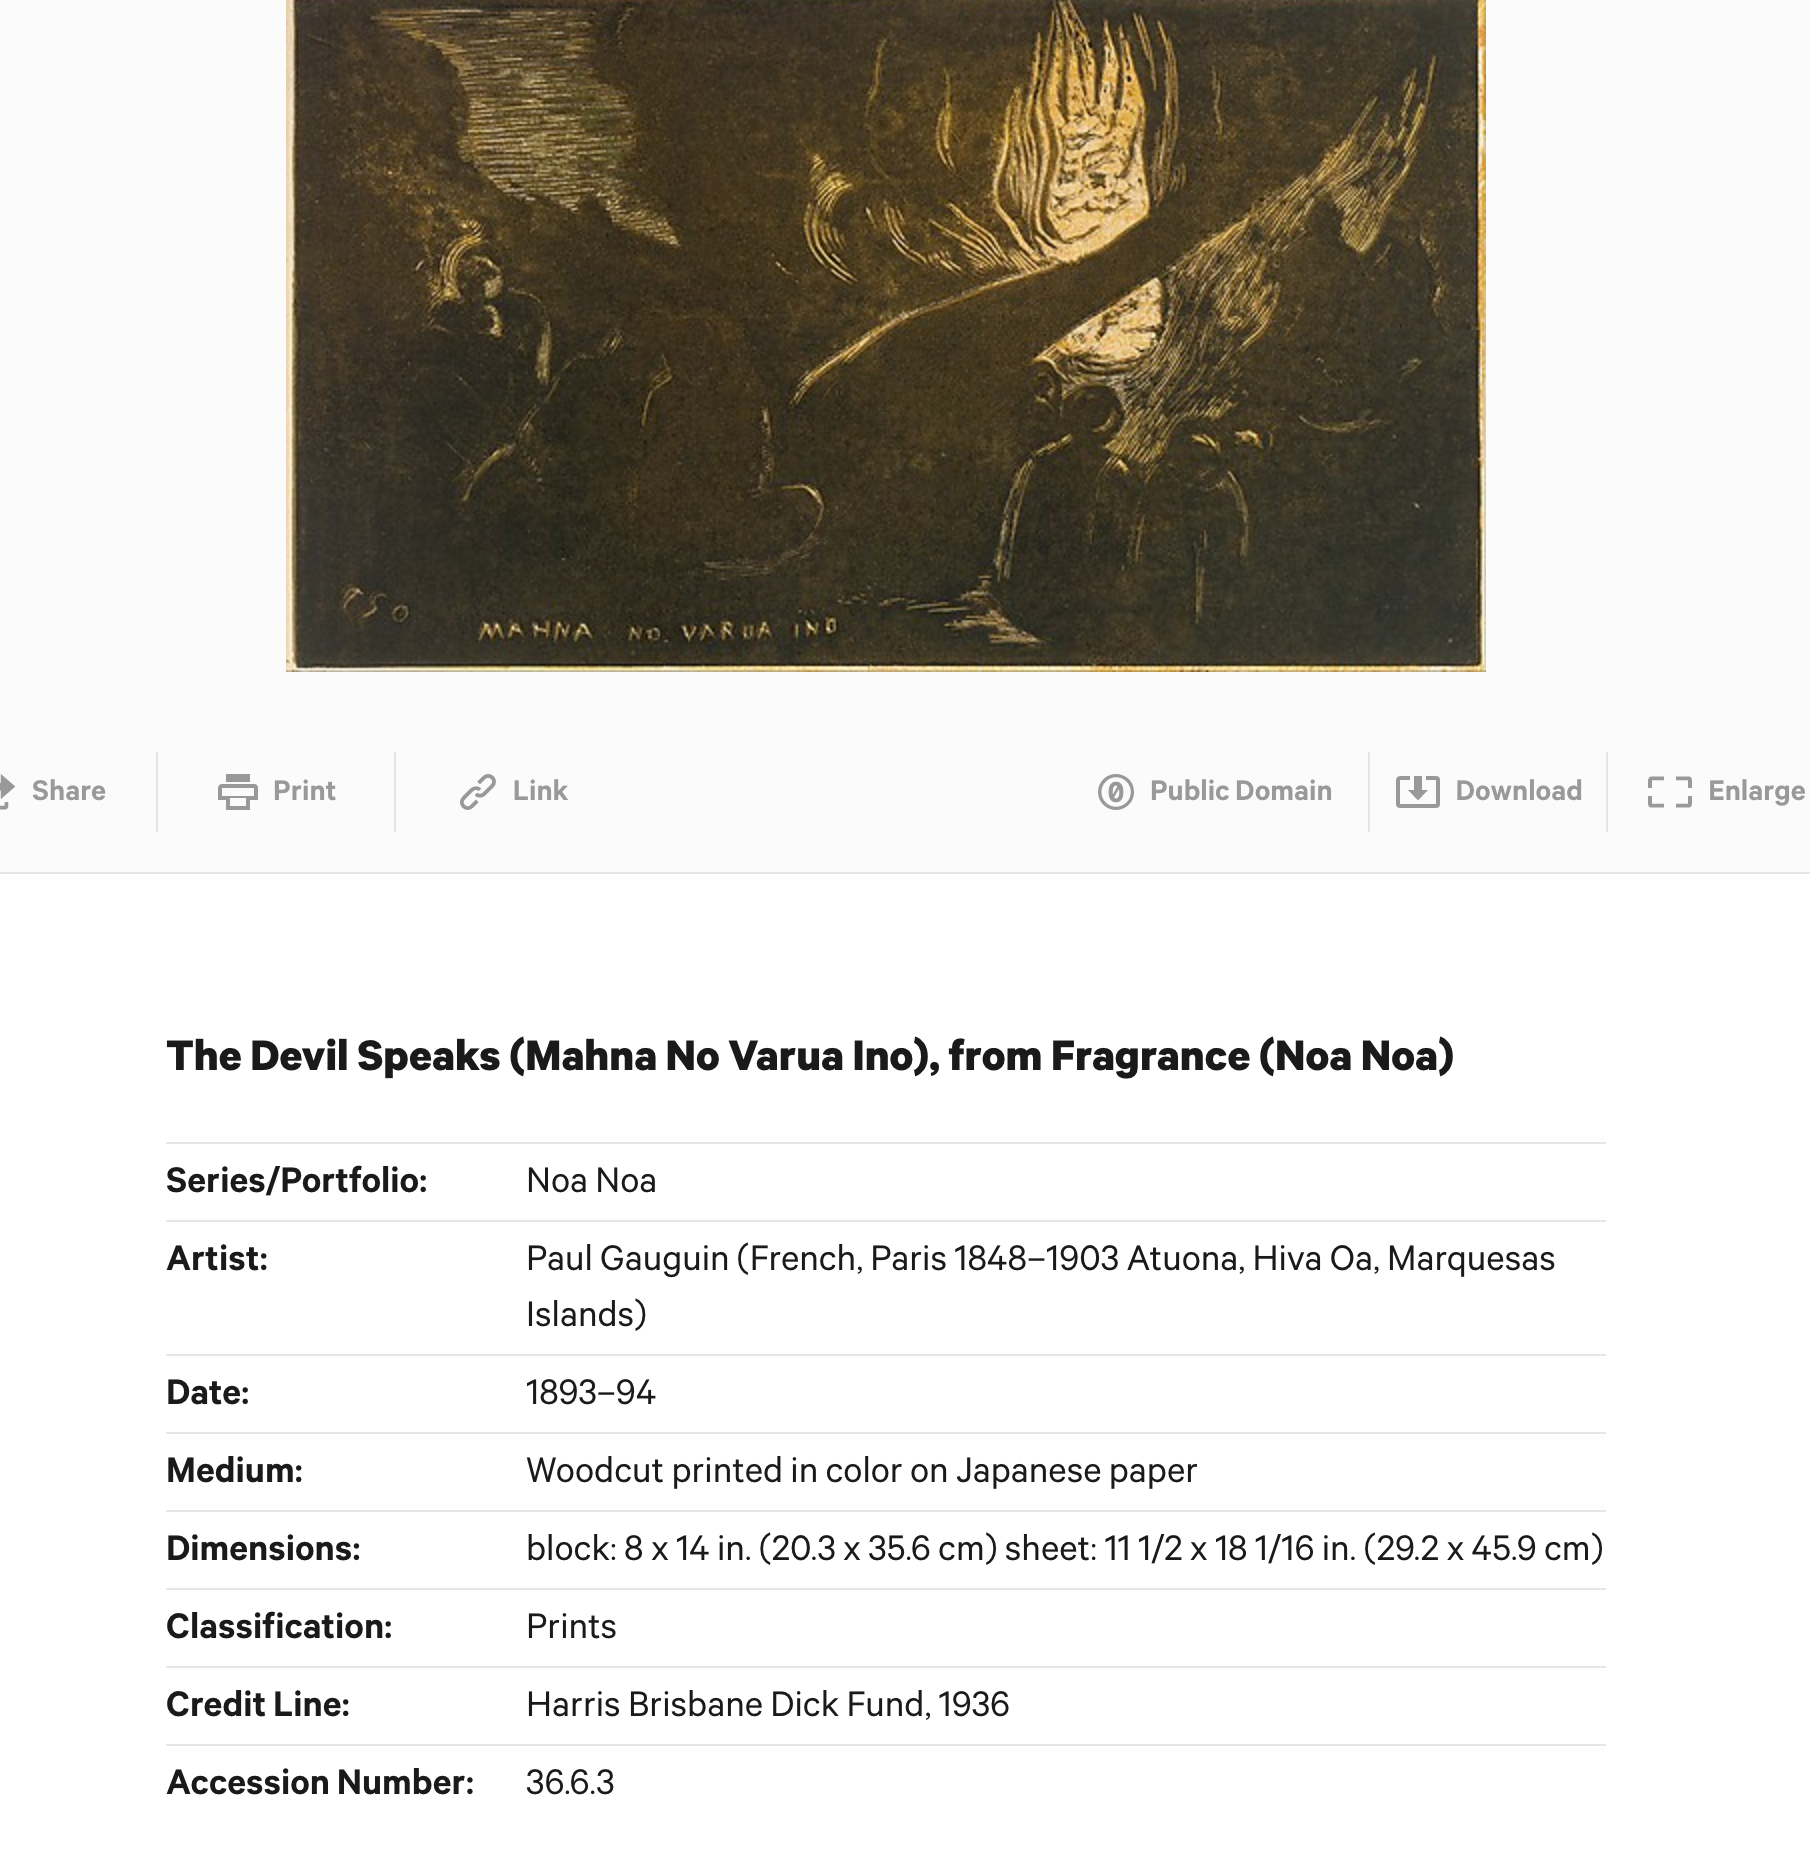 PGO
MAHNA NO. VARUA INO
Share
Print
Link
Public Domain
Download
Enlarge
The Devil Speaks (Mahna No Varua Ino), from Fragrance (Noa Noa)
Series/Portfolio: Noa Noa
Artist: Paul Gauguin (French, Paris 1848–1903 Atuona, Hiva Oa, Marquesas
Islands)
Date: 1893–94
Medium: Woodcut printed in color on Japanese paper
Dimensions: block: 8 x 14 in. (20.3 x 35.6 cm) sheet: 11 1/2 x 18 1/16 in. (29.2 x 45.9 cm)
Classification: Prints
Credit Line: Harris Brisbane Dick Fund, 1936
Accession Number: 36.6.3